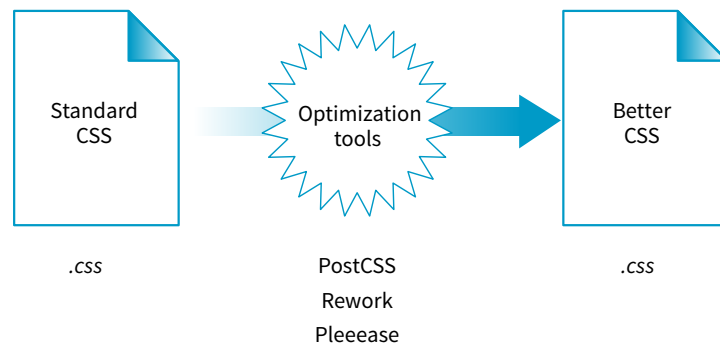 Standard
CSS
Optimization
tools
Better
CSS
.css
PostCSS
Rework
Pleeease
.css